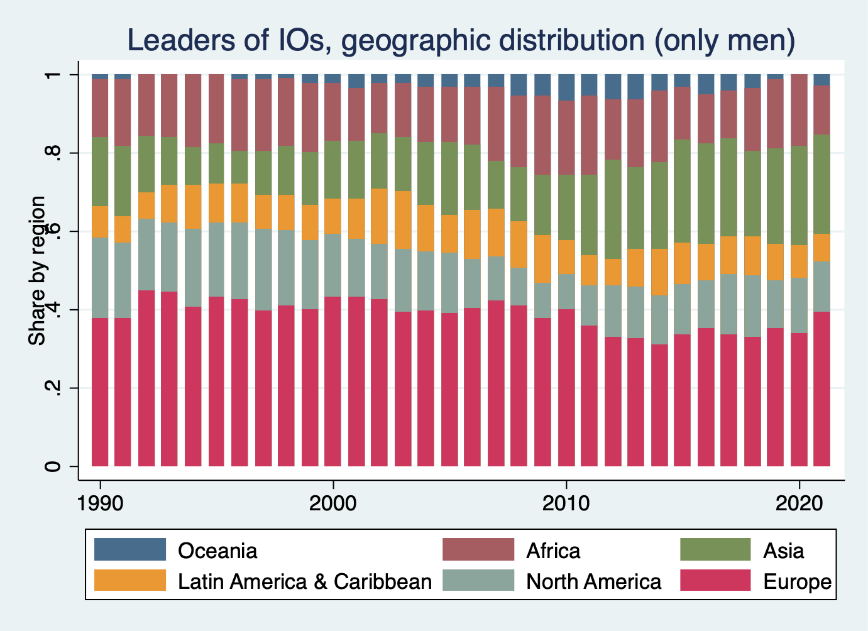 Leaders of IOs, geographic distribution (only men)
Share by region
1
.8
.6
.4
.2
0
1990 2000 2010 2020
Oceania Africa Asia
Latin America & Caribbean North America Europe